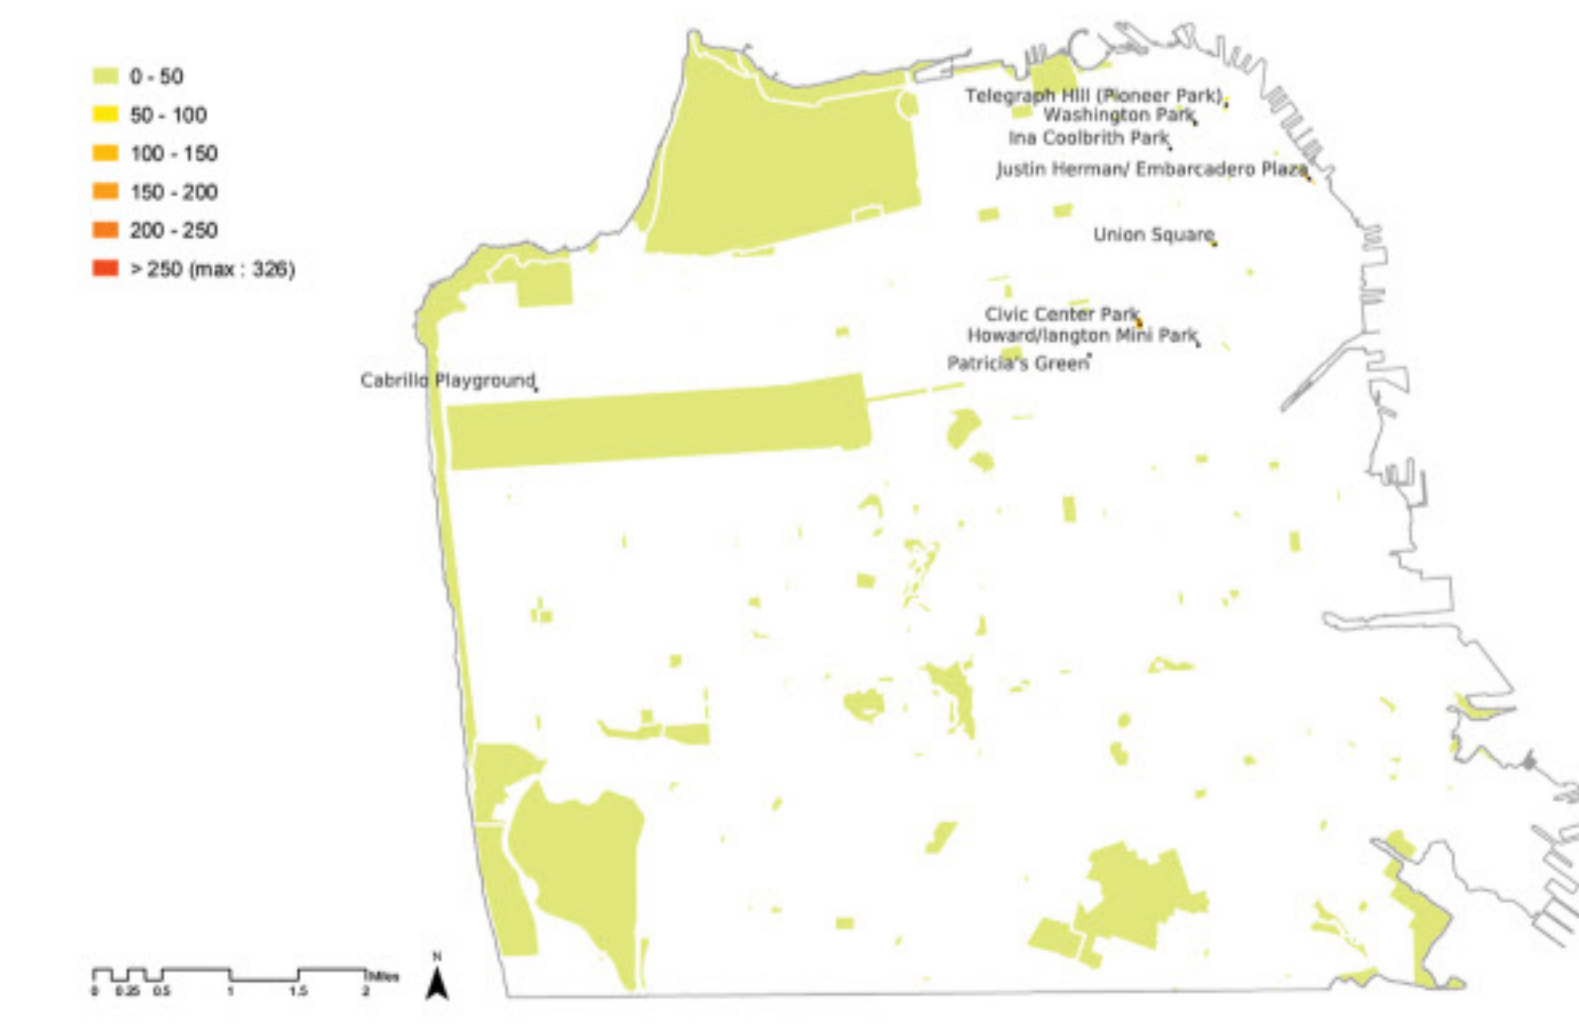 0 - 50
50 - 100
100 - 150
150 - 200
200 - 250
> 250 (max : 326)
Telegraph Hill (Pioneer Park)
Washington Park
Ina Coolbrith Park
Justin Herman/ Embarcadero Plaza
Union Square
Civic Center Park
Howard/langton Mini Park
Patricia's Green
Cabrillo Playground
N
Miles
0 0.25 0.5 1 1.5 2